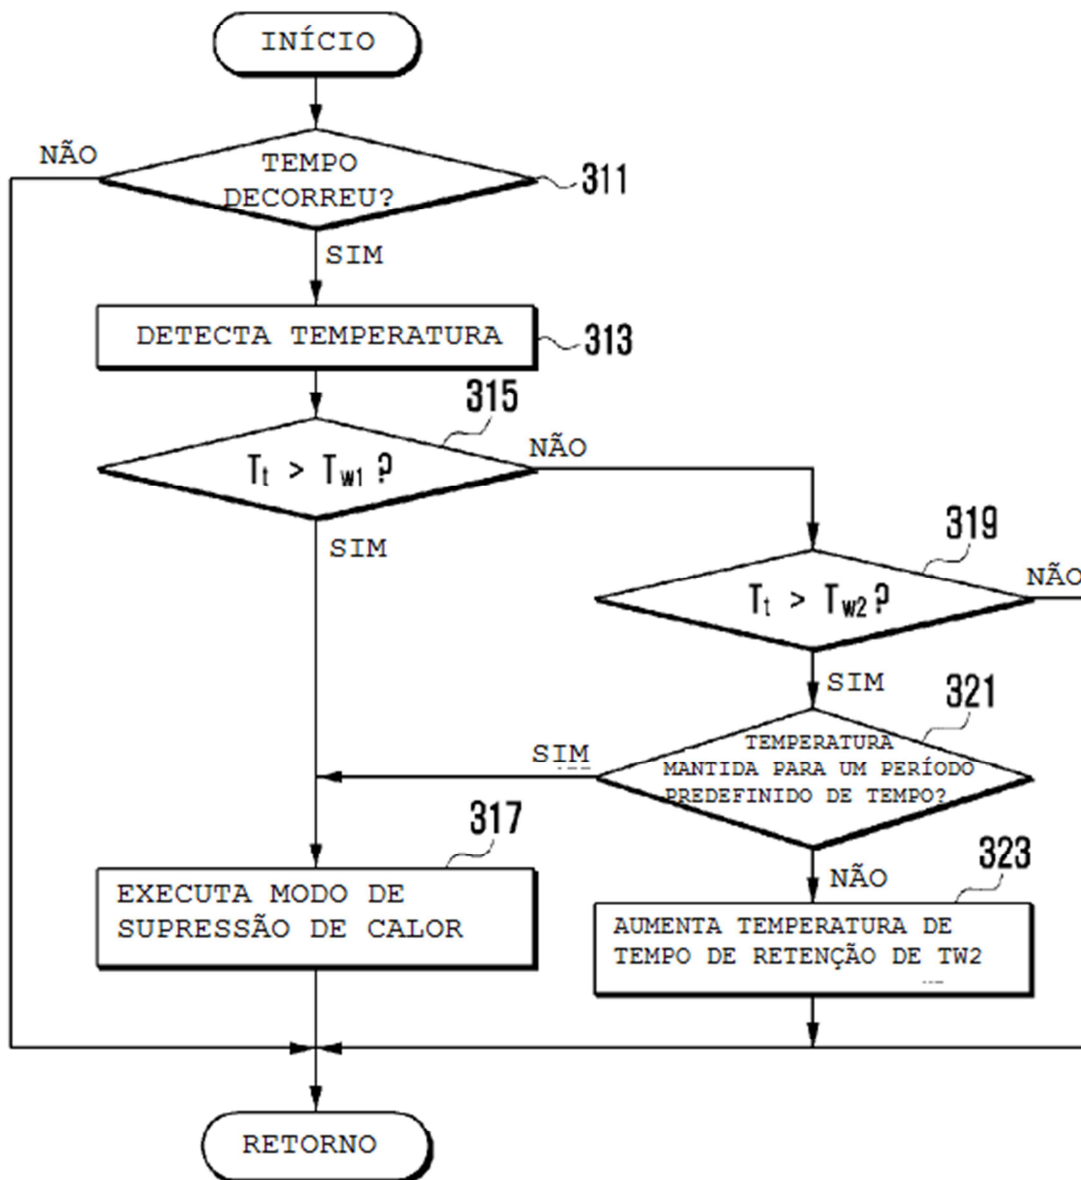 INÍCIO
NÃO
TEMPO
DECORREU?
311
SIM
DETECTA TEMPERATURA
313
315
Tt > Tw1 ?
NÃO
SIM
319
Tt > Tw2 ?
NÃO
SIM
321
TEMPERATURA
MANTIDA PARA UM PERÍODO
PREDEFINIDO DE TEMPO?
SIM
317
EXECUTA MODO DE
SUPRESSÃO DE CALOR
NÃO
323
AUMENTA TEMPERATURA DE
TEMPO DE RETENÇÃO DE TW2
RETORNO